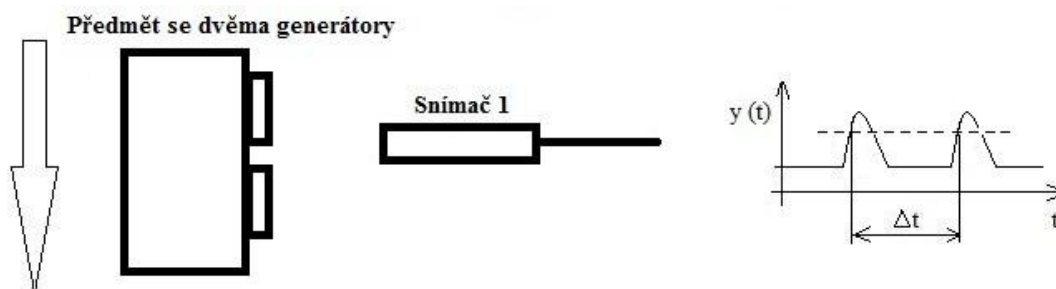 Předmět se dvěma generátory
Snímač 1
y (t)
Δt
t